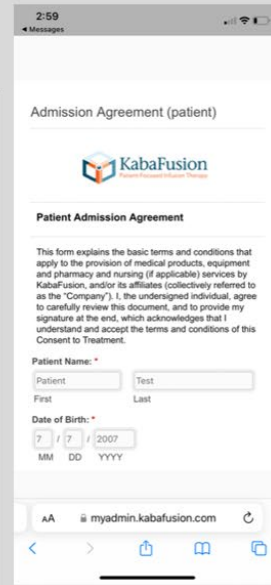 2:59
◀ Messages
Admission Agreement (patient)
KabaFusion
Patient Focused Infusion Therapy
Patient Admission Agreement
This form explains the basic terms and conditions that
apply to the provision of medical products, equipment
and pharmacy and nursing (if applicable) services by
KabaFusion, and/or its affiliates (collectively referred to
as the "Company"). I, the undersigned individual, agree
to carefully review this document, and to provide my
signature at the end, which acknowledges that I
understand and accept the terms and conditions of this
Consent to Treatment.
Patient Name: *
Patient Test
First Last
Date of Birth: *
7 / 7 / 2007
MM DD YYYY
AA myadmin.kabafusion.com